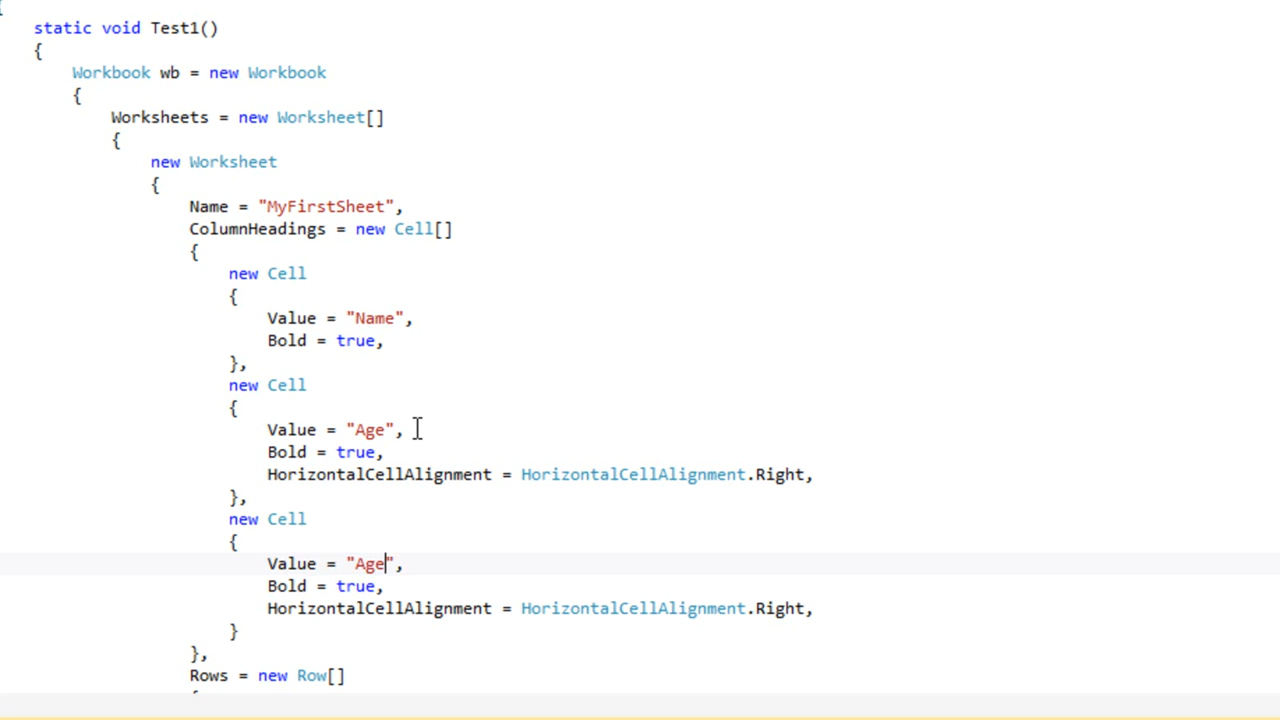 static void Test1()
{
Workbook wb = new Workbook
{
Worksheets = new Worksheet[]
{
new Worksheet
{
Name = "MyFirstSheet",
ColumnHeadings = new Cell[]
{
new Cell
{
Value = "Name",
Bold = true,
},
new Cell
{
Value = "Age",
Bold = true,
HorizontalCellAlignment = HorizontalCellAlignment.Right,
},
new Cell
{
Value = "Age",
Bold = true,
HorizontalCellAlignment = HorizontalCellAlignment.Right,
}
},
Rows = new Row[]